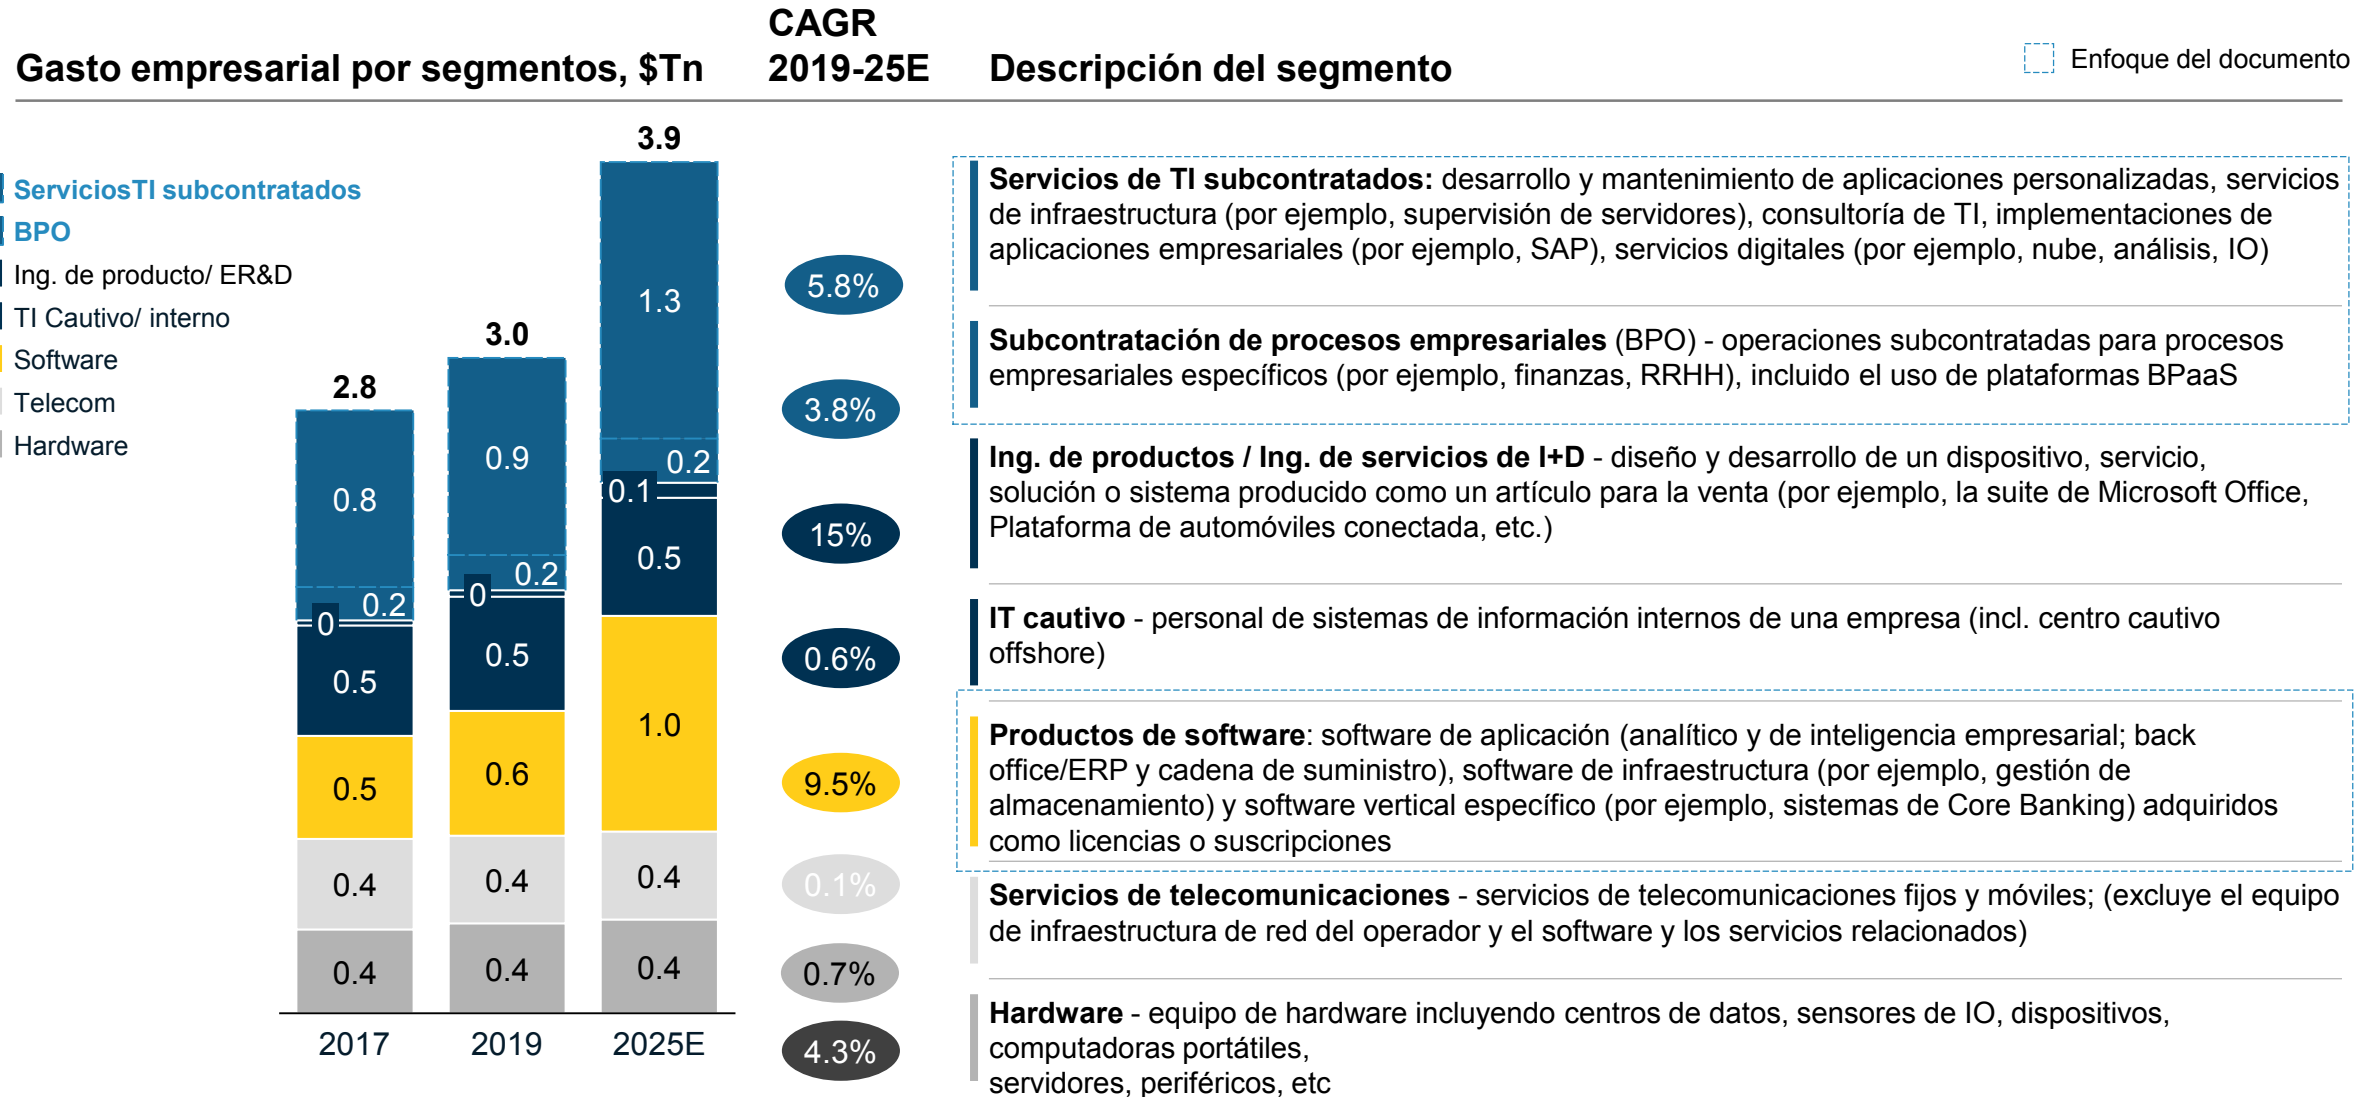 Gasto empresarial por segmentos, $Tn
CAGR
2019-25E
Descripción del segmento
Enfoque del documento
ServiciosTI subcontratados
BPO
Ing. de producto/ ER&D
TI Cautivo/ interno
Software
Telecom
Hardware
2.8
0.8
0.2
0
0.5
0.5
0.4
0.4
2017
3.0
0.9
0.2
0
0.5
0.6
0.4
0.4
2019
3.9
1.3
0.2
0.1
0.5
1.0
0.4
0.4
2025E
5.8%
3.8%
15%
0.6%
9.5%
0.1%
0.7%
4.3%
Servicios de TI subcontratados: desarrollo y mantenimiento de aplicaciones personalizadas, servicios
de infraestructura (por ejemplo, supervisión de servidores), consultoría de TI, implementaciones de
aplicaciones empresariales (por ejemplo, SAP), servicios digitales (por ejemplo, nube, análisis, IO)
Subcontratación de procesos empresariales (BPO) - operaciones subcontratadas para procesos
empresariales específicos (por ejemplo, finanzas, RRHH), incluido el uso de plataformas BPaaS
Ing. de productos / Ing. de servicios de I+D - diseño y desarrollo de un dispositivo, servicio,
solución o sistema producido como un artículo para la venta (por ejemplo, la suite de Microsoft Office,
Plataforma de automóviles conectada, etc.)
IT cautivo - personal de sistemas de información internos de una empresa (incl. centro cautivo
offshore)
Productos de software: software de aplicación (analítico y de inteligencia empresarial; back
office/ERP y cadena de suministro), software de infraestructura (por ejemplo, gestión de
almacenamiento) y software vertical específico (por ejemplo, sistemas de Core Banking) adquiridos
como licencias o suscripciones
Servicios de telecomunicaciones - servicios de telecomunicaciones fijos y móviles; (excluye el equipo
de infraestructura de red del operador y el software y los servicios relacionados)
Hardware - equipo de hardware incluyendo centros de datos, sensores de IO, dispositivos,
computadoras portátiles,
servidores, periféricos, etc